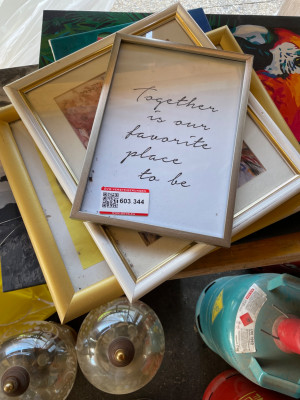 Together
is our
favorite
place
to be
603 344